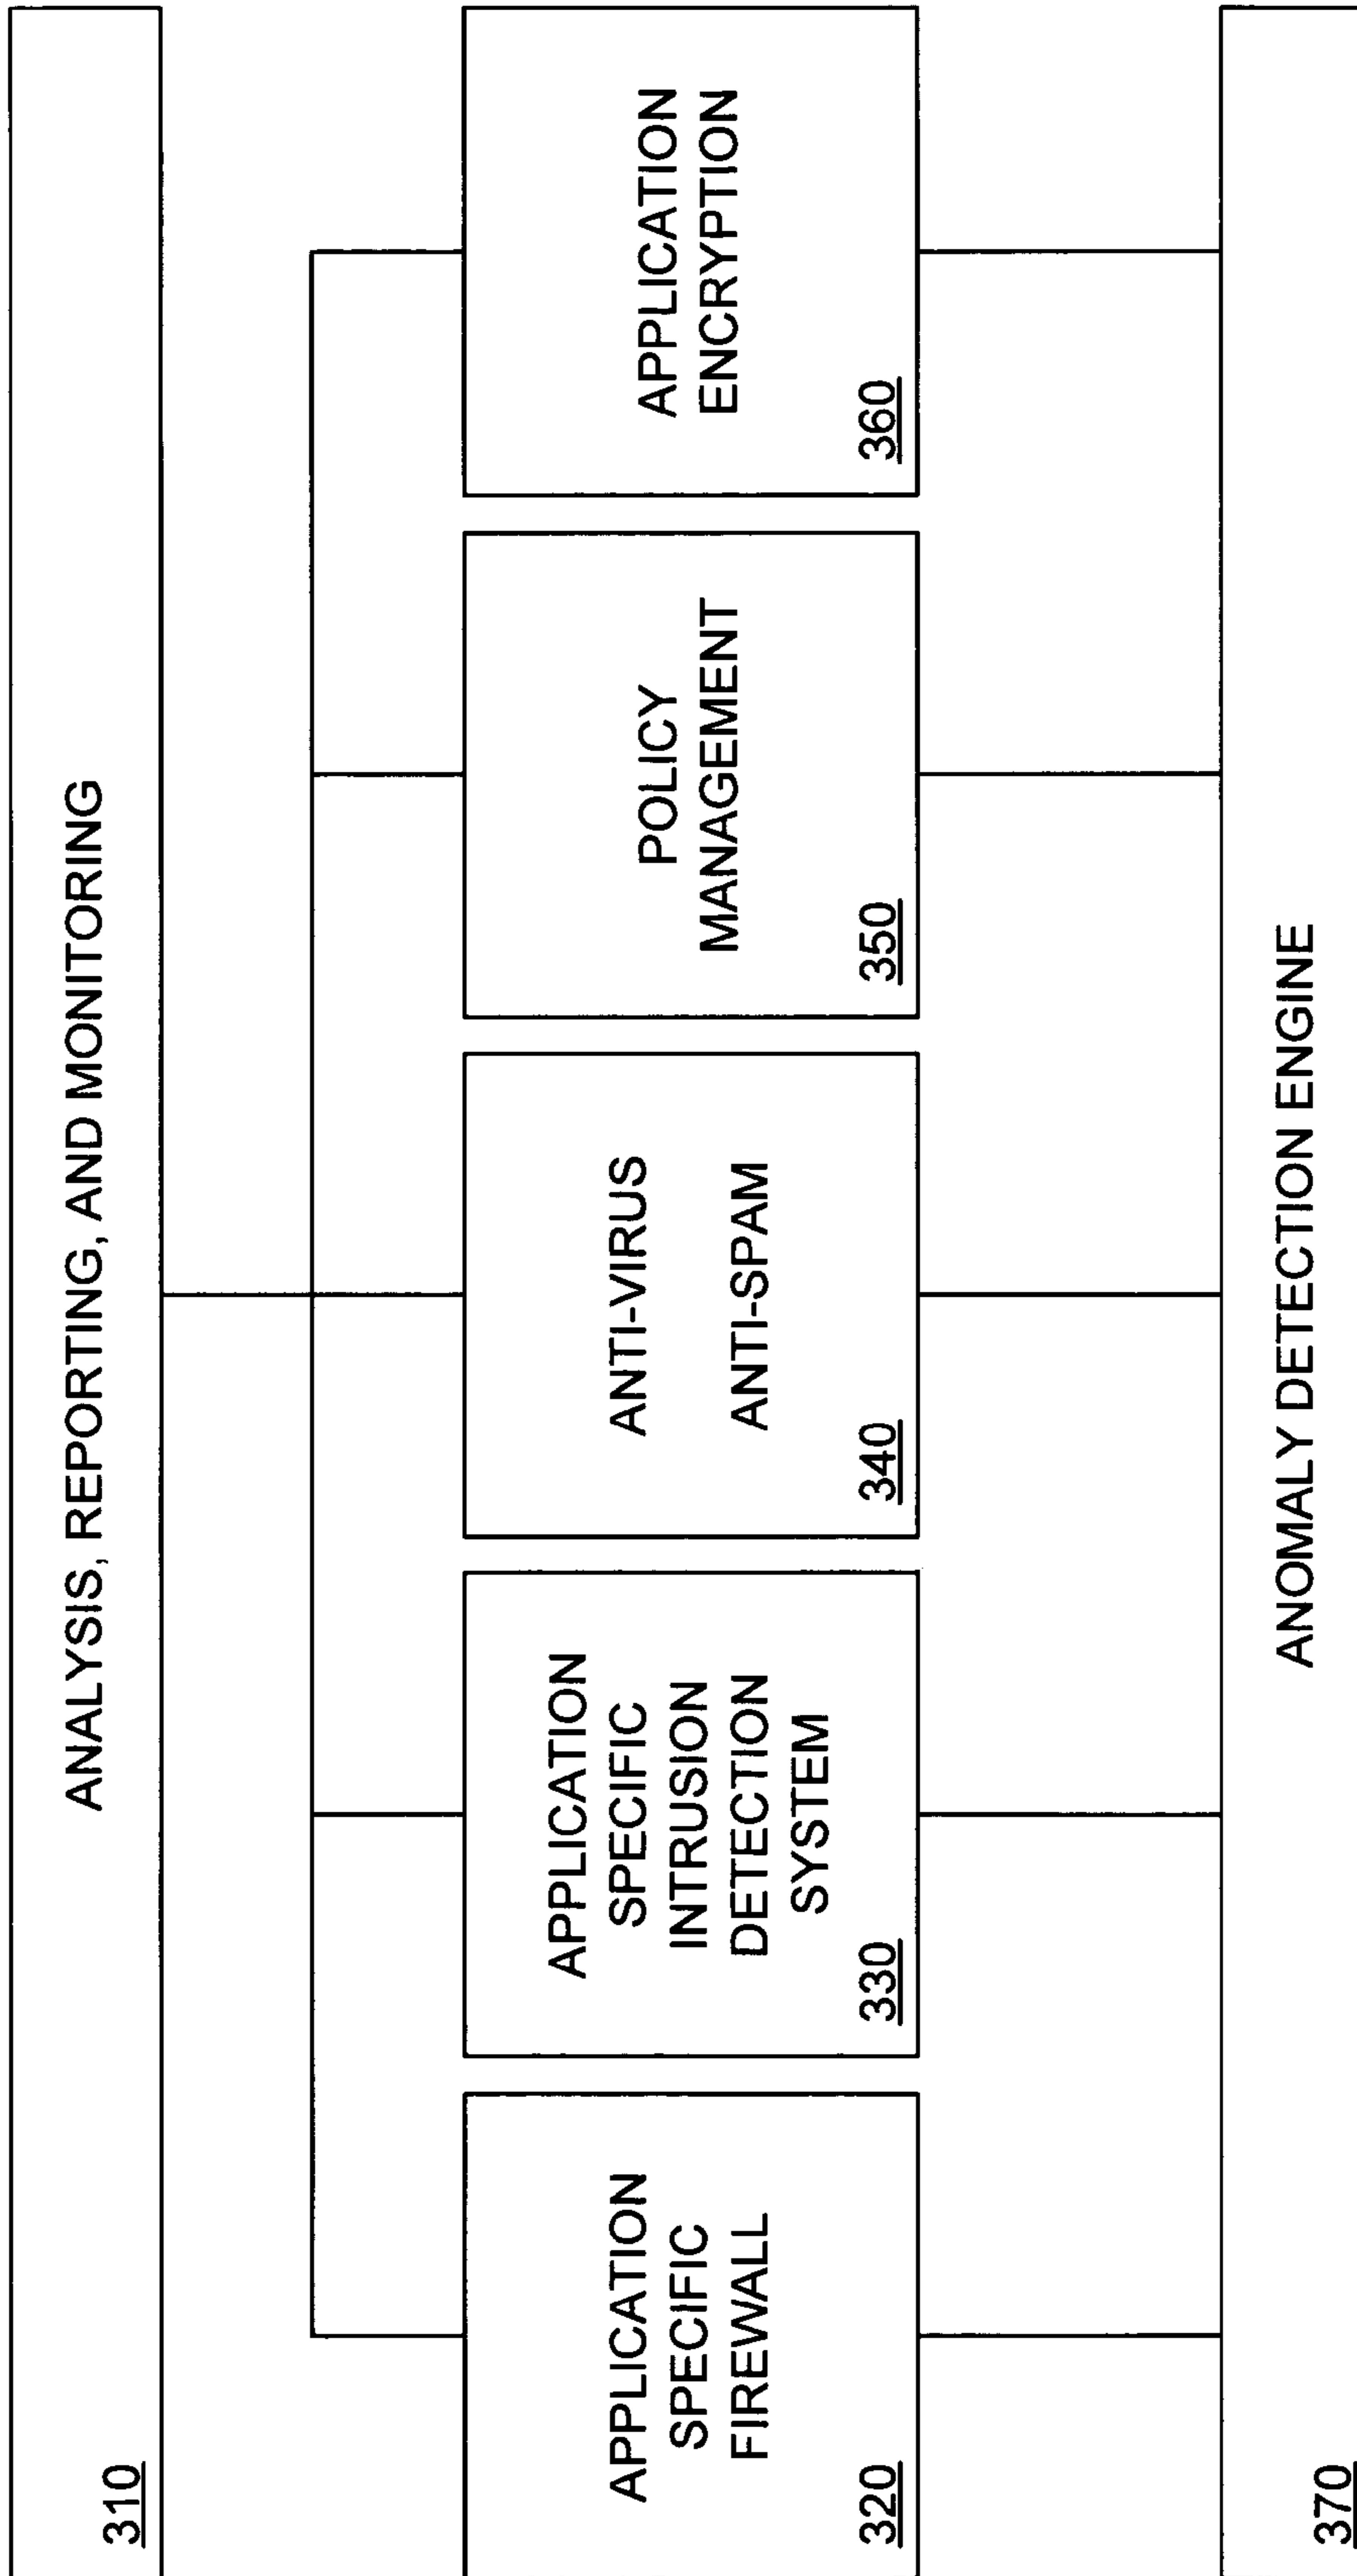 ANALYSIS, REPORTING, AND MONITORING
310
APPLICATION
SPECIFIC
FIREWALL
320
APPLICATION
SPECIFIC
INTRUSION
DETECTION
SYSTEM
330
ANTI-VIRUS
ANTI-SPAM
340
POLICY
MANAGEMENT
350
APPLICATION
ENCRYPTION
360
ANOMALY DETECTION ENGINE
370